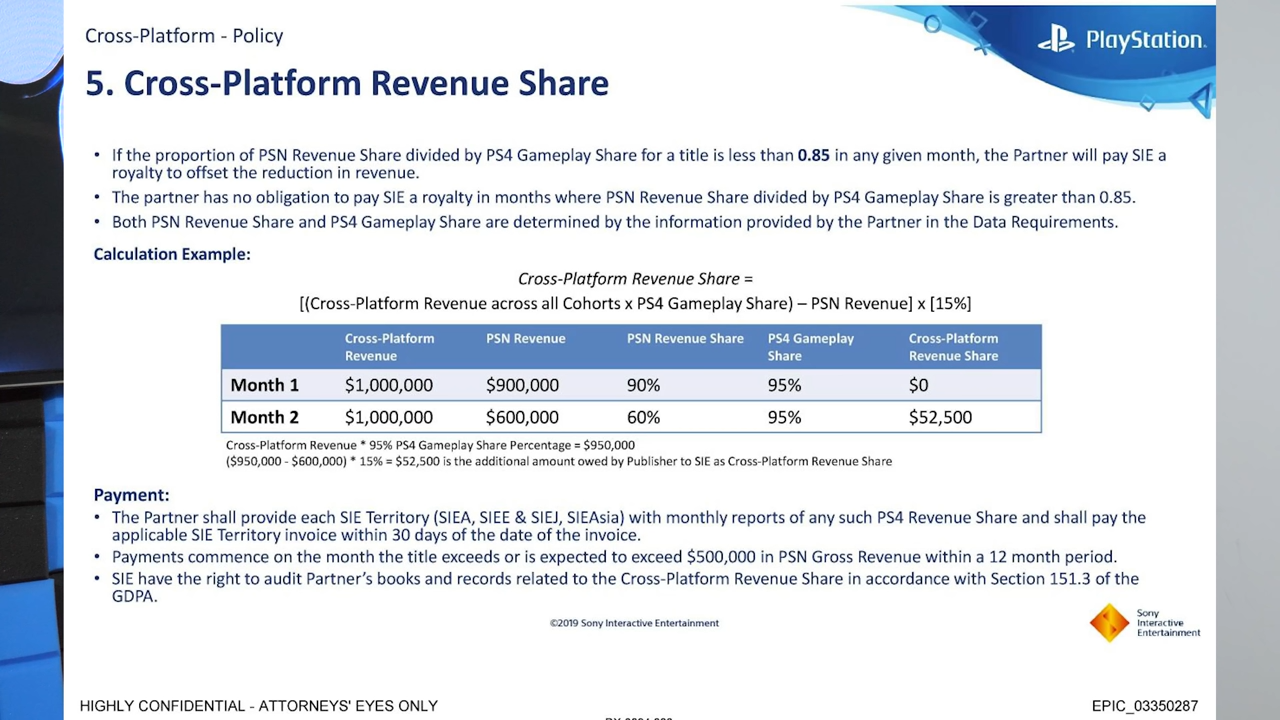 Cross-Platform - Policy
PlayStation.
5. Cross-Platform Revenue Share
• If the proportion of PSN Revenue Share divided by PS4 Gameplay Share for a title is less than 0.85 in any given month, the Partner will pay SIE a
royalty to offset the reduction in revenue.
• The partner has no obligation to pay SIE a royalty in months where PSN Revenue Share divided by PS4 Gameplay Share is greater than 0.85.
• Both PSN Revenue Share and PS4 Gameplay Share are determined by the information provided by the Partner in the Data Requirements.
Calculation Example:
Cross-Platform Revenue Share =
[(Cross-Platform Revenue across all Cohorts x PS4 Gameplay Share) – PSN Revenue] x [15%]
Cross-Platform PSN Revenue PSN Revenue Share PS4 Gameplay Cross-Platform
Revenue Share Revenue Share
Month 1 $1,000,000 $900,000 90% 95% $0
Month 2 $1,000,000 $600,000 60% 95% $52,500
Cross-Platform Revenue * 95% PS4 Gameplay Share Percentage = $950,000
($950,000 - $600,000) * 15% = $52,500 is the additional amount owed by Publisher to SIE as Cross-Platform Revenue Share
Payment:
• The Partner shall provide each SIE Territory (SIEA, SIEE & SIEJ, SIEAsia) with monthly reports of any such PS4 Revenue Share and shall pay the
applicable SIE Territory invoice within 30 days of the date of the invoice.
• Payments commence on the month the title exceeds or is expected to exceed $500,000 in PSN Gross Revenue within a 12 month period.
• SIE have the right to audit Partner's books and records related to the Cross-Platform Revenue Share in accordance with Section 151.3 of the
GDPA.
©2019 Sony Interactive Entertainment
Sony
Interactive
Entertainment
HIGHLY CONFIDENTIAL - ATTORNEYS' EYES ONLY
EPIC_03350287